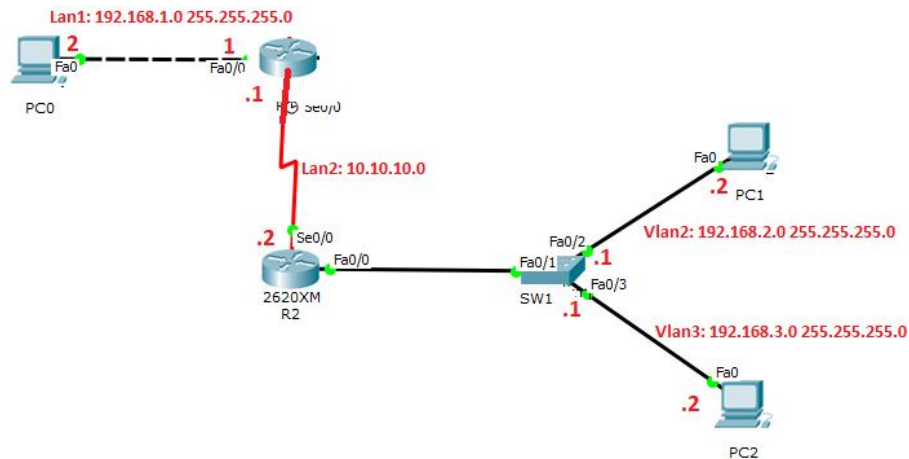 Lan1: 192.168.1.0 255.255.255.0
2
1
Fa0
Fa0/0
PC0
.1
Se0/0
Lan2: 10.10.10.0
Fa0
.2
PC1
Vlan2: 192.168.2.0 255.255.255.0
.2
Se0/0
Fa0/0
2620XM
R2
Fa0/2
.1
Fa0/1
Fa0/3
SW1
.1
Vlan3: 192.168.3.0 255.255.255.0
Fa0
.2
PC2